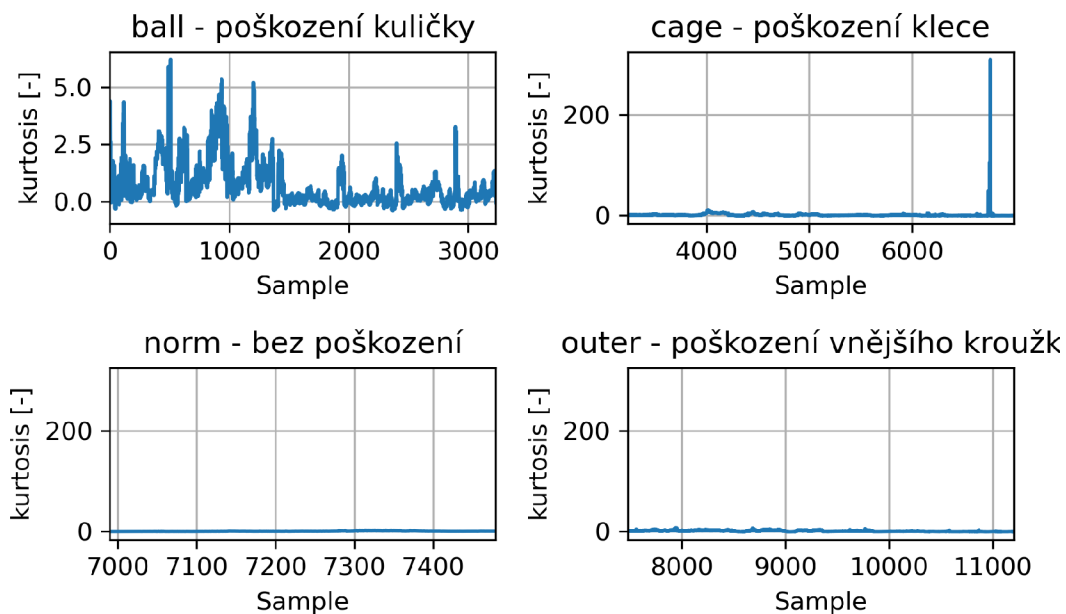 ball - poškození kuličky
kurtosis [-]
5.0
2.5
0.0
0 1000 2000 3000
Sample
cage - poškození klece
kurtosis [-]
200
0
4000 5000 6000
Sample
norm - bez poškození
kurtosis [-]
200
0
7000 7100 7200 7300 7400
Sample
outer - poškození vnějšího kroužk
kurtosis [-]
200
0
8000 9000 10000 11000
Sample